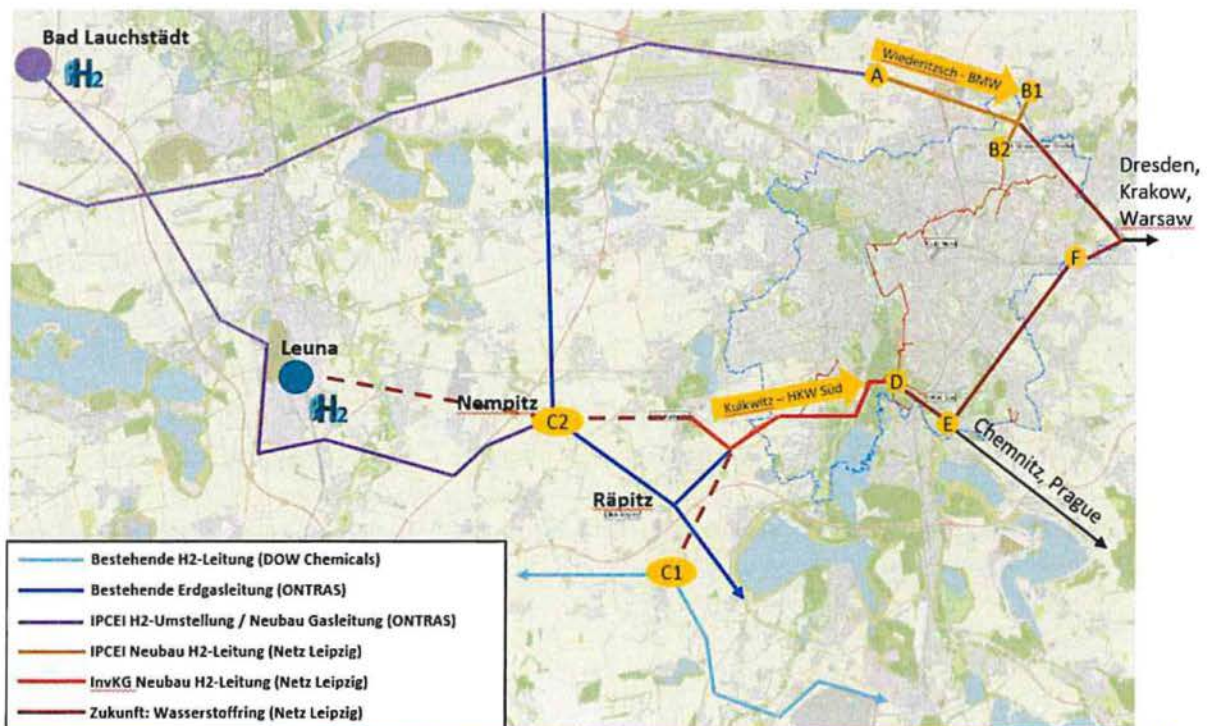 Bad Lauchstädt
H2
Wiederitzsch - BMW
A
B1
B2
Dresden,
Krakow,
Warsaw
F
Leuna
H2
Nempitz
C2
Kulkwitz – HKW Süd
D
E
Chemnitz, Prague
Räpitz
C1
Bestehende H2-Leitung (DOW Chemicals)
Bestehende Erdgasleitung (ONTRAS)
IPCEI H2-Umstellung / Neubau Gasleitung (ONTRAS)
IPCEI Neubau H2-Leitung (Netz Leipzig)
InvKG Neubau H2-Leitung (Netz Leipzig)
Zukunft: Wasserstoffring (Netz Leipzig)